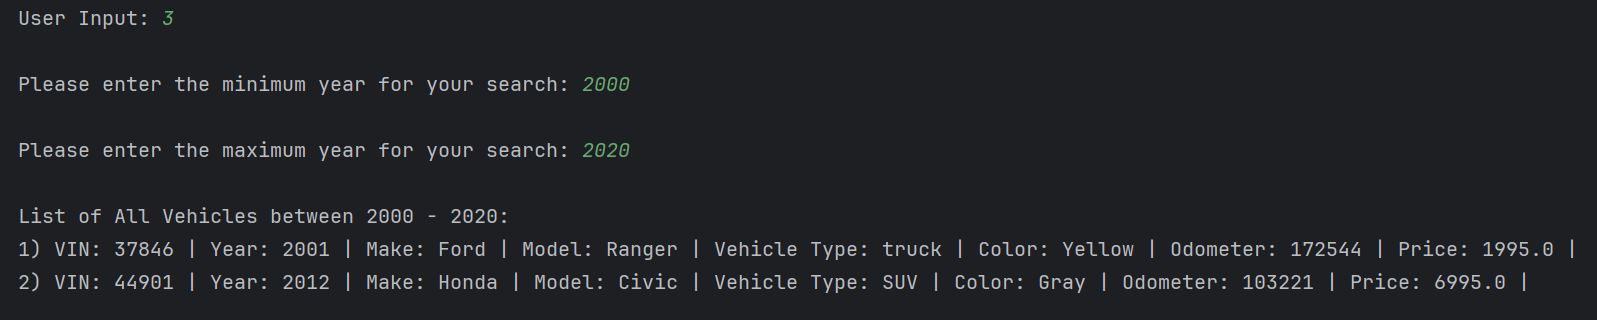 User Input: 3
Please enter the minimum year for your search: 2000
Please enter the maximum year for your search: 2020
List of All Vehicles between 2000 - 2020:
1) VIN: 37846 | Year: 2001 | Make: Ford | Model: Ranger | Vehicle Type: truck | Color: Yellow | Odometer: 172544 | Price: 1995.0 |
2) VIN: 44901 | Year: 2012 | Make: Honda | Model: Civic | Vehicle Type: SUV | Color: Gray | Odometer: 103221 | Price: 6995.0 |